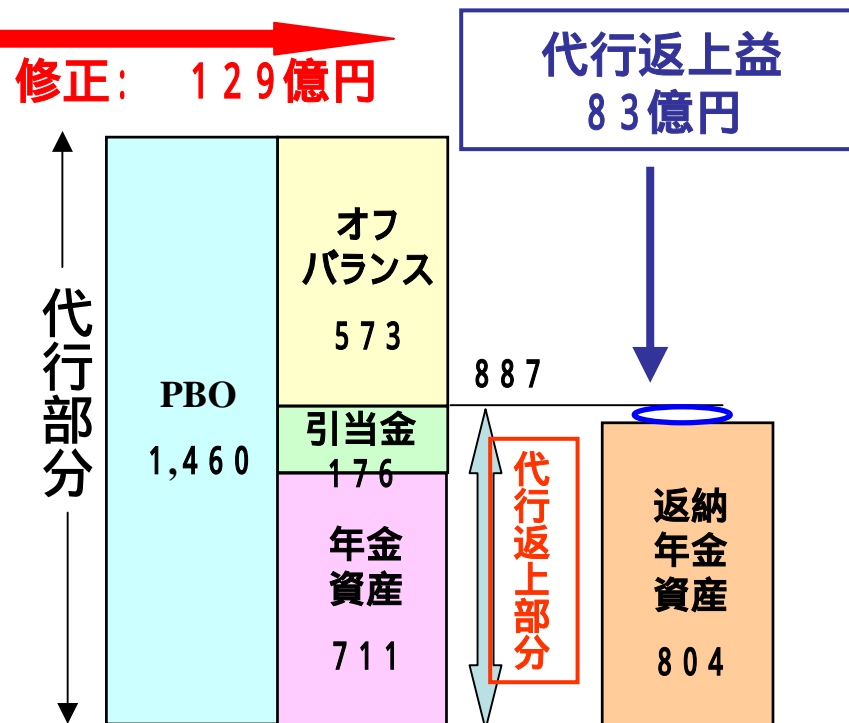 修正: 129億円
代行返上益
83億円
代行部分
PBO
1,460
オフ
バランス
573
引当金
176
年金
資産
711
887
代行返上部分
返納
年金
資産
804